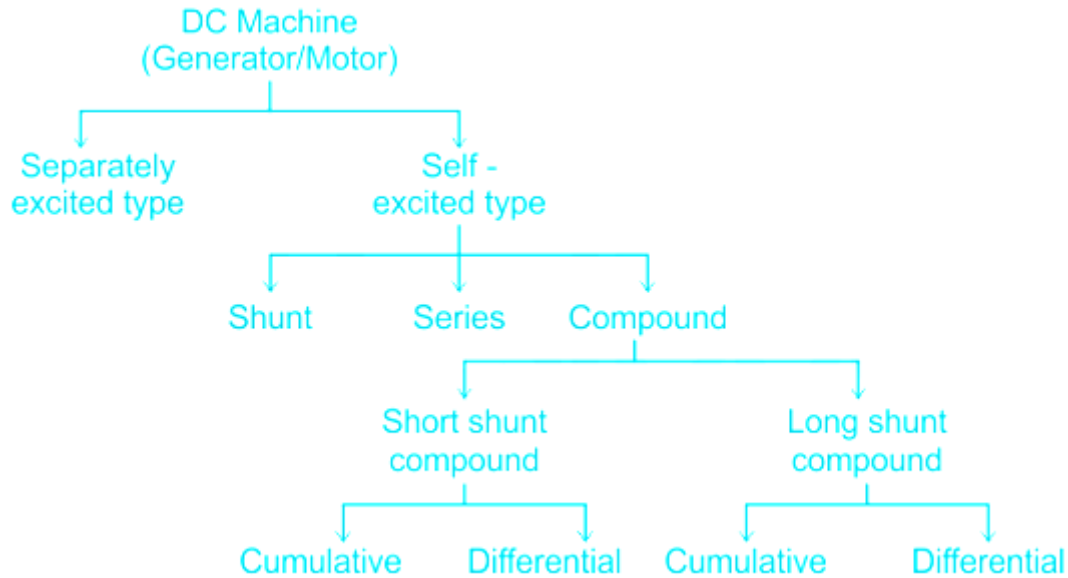 DC Machine
(Generator/Motor)
Separately
excited type
Self -
excited type
Shunt
Series
Compound
Short shunt
compound
Long shunt
compound
Cumulative
Differential
Cumulative
Differential